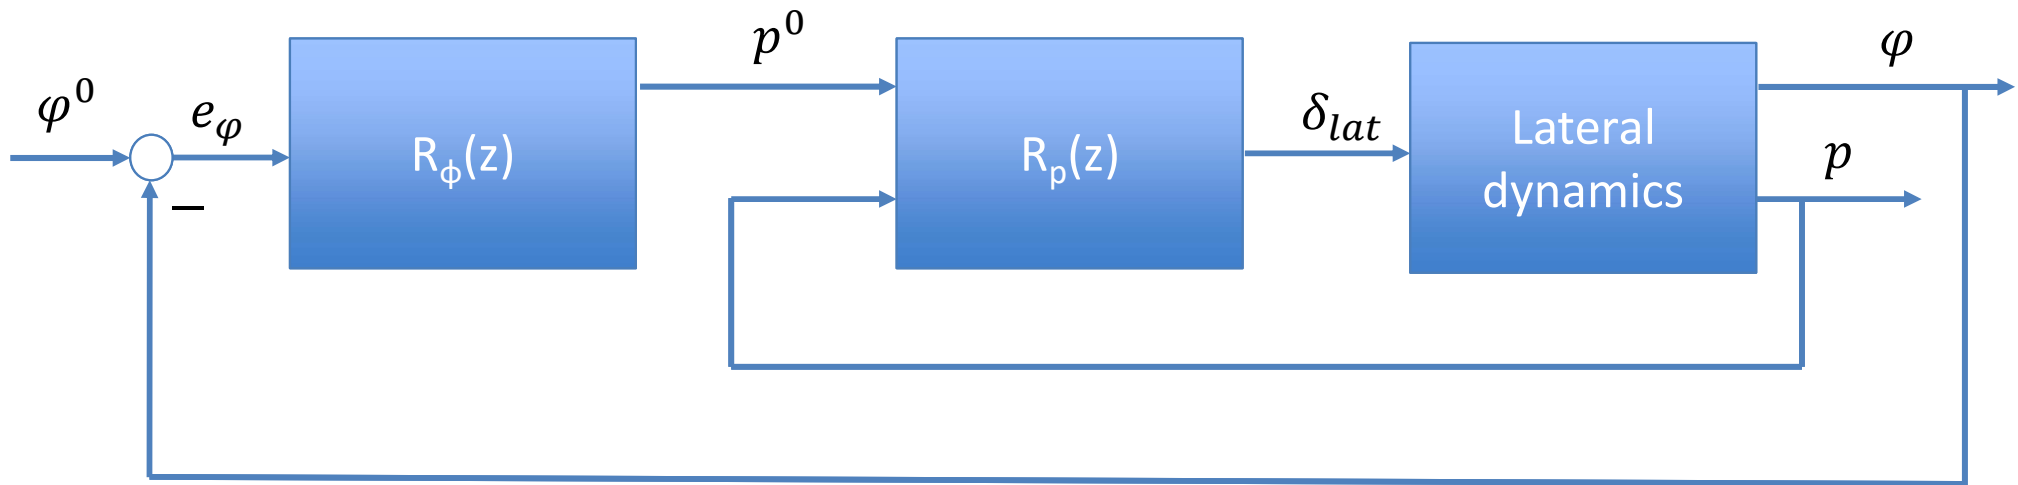 φ⁰
e_φ
R_ϕ(z)
p⁰
R_p(z)
δ_lat
Lateral
dynamics
φ
p
−